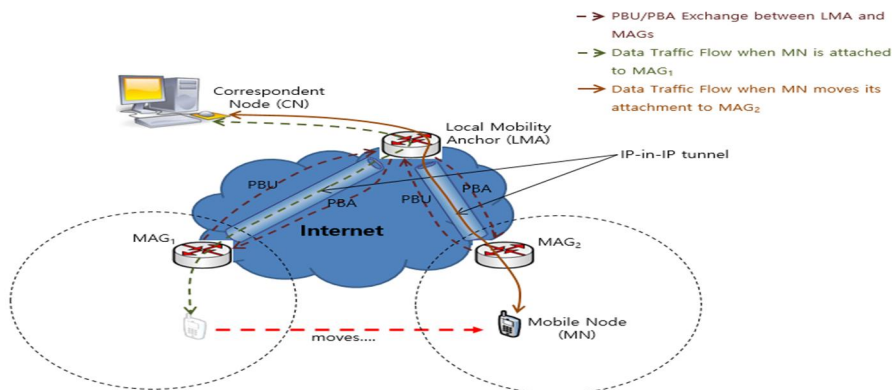 PBU/PBA Exchange between LMA and
MAGs
Data Traffic Flow when MN is attached
to MAG₁
Data Traffic Flow when MN moves its
attachment to MAG₂
Correspondent
Node (CN)
Local Mobility
Anchor (LMA)
IP-in-IP tunnel
PBU
PBA
PBU
PBA
Internet
MAG₁
MAG₂
Mobile Node
(MN)
moves....